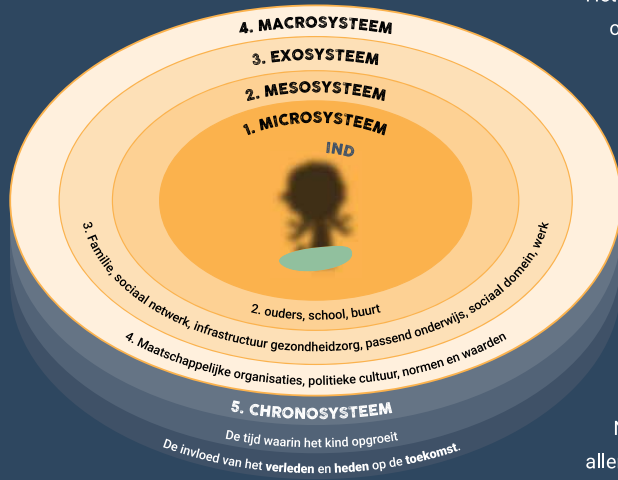 4. MACROSYSTEEM
3. EXOSYSTEEM
2. MESOSYSTEEM
1. MICROSYSTEEM
IND
2. ouders, school, buurt
3. Familie, sociaal netwerk, infrastructuur gezondheidzorg, passend onderwijs, sociaal domein, werk
4. Maatschappelijke organisaties, politieke cultuur, normen en waarden
5. CHRONOSYSTEEM
De tijd waarin het kind opgroeit
De invloed van het verleden en heden op de toekomst.